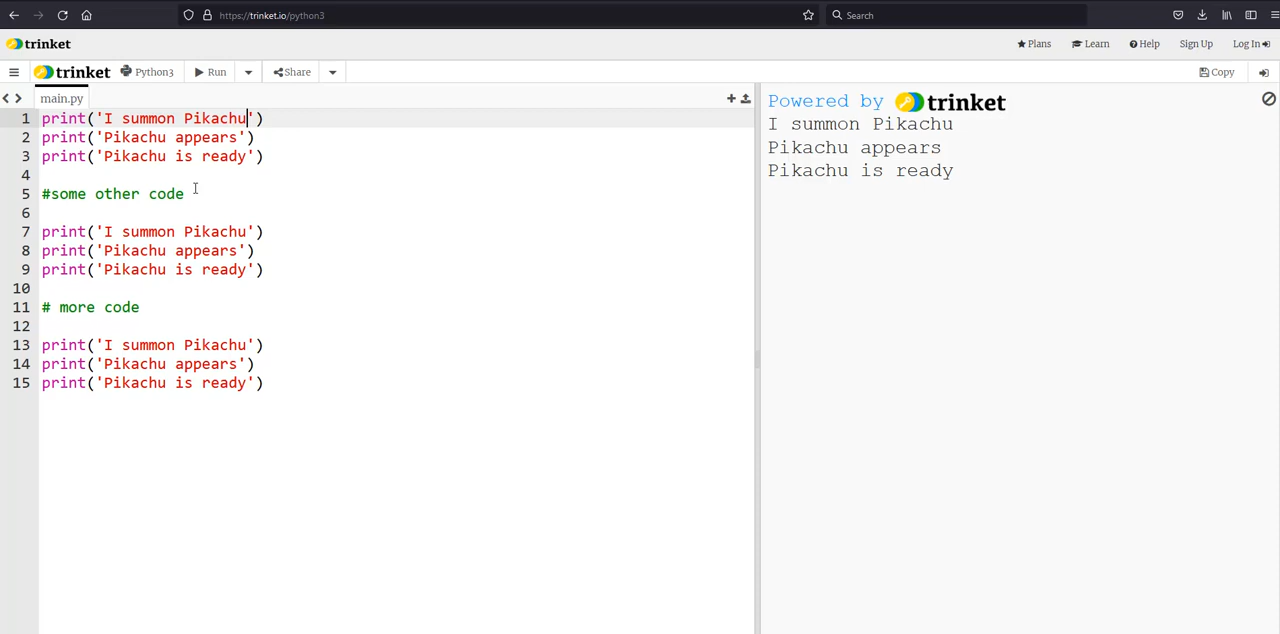 https://trinket.io/python3
Search
trinket
Plans
Learn
Help
Sign Up
Log In
trinket
Python3
Run
Share
Copy
main.py
1 print('I summon Pikachu')
2 print('Pikachu appears')
3 print('Pikachu is ready')
4
5 #some other code
6
7 print('I summon Pikachu')
8 print('Pikachu appears')
9 print('Pikachu is ready')
10
11 # more code
12
13 print('I summon Pikachu')
14 print('Pikachu appears')
15 print('Pikachu is ready')
Powered by trinket
I summon Pikachu
Pikachu appears
Pikachu is ready